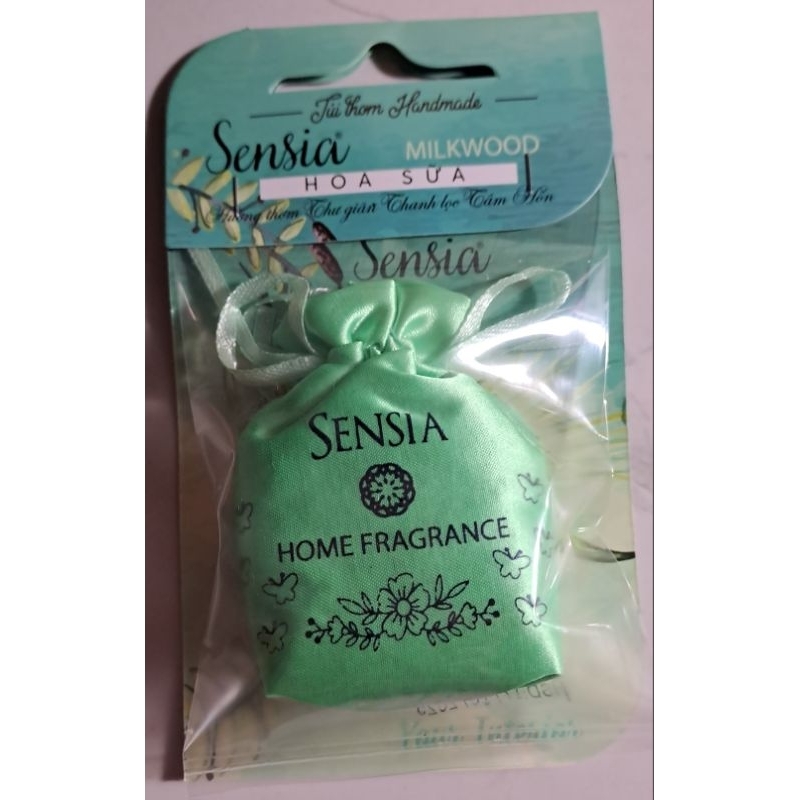 Túi thơm Handmade
Sensia®
MILKWOOD
HOA SỮA
Hương thơm Thư giãn Thanh lọc Tâm Hồn
Sensia®
SENSIA
HOME FRAGRANCE